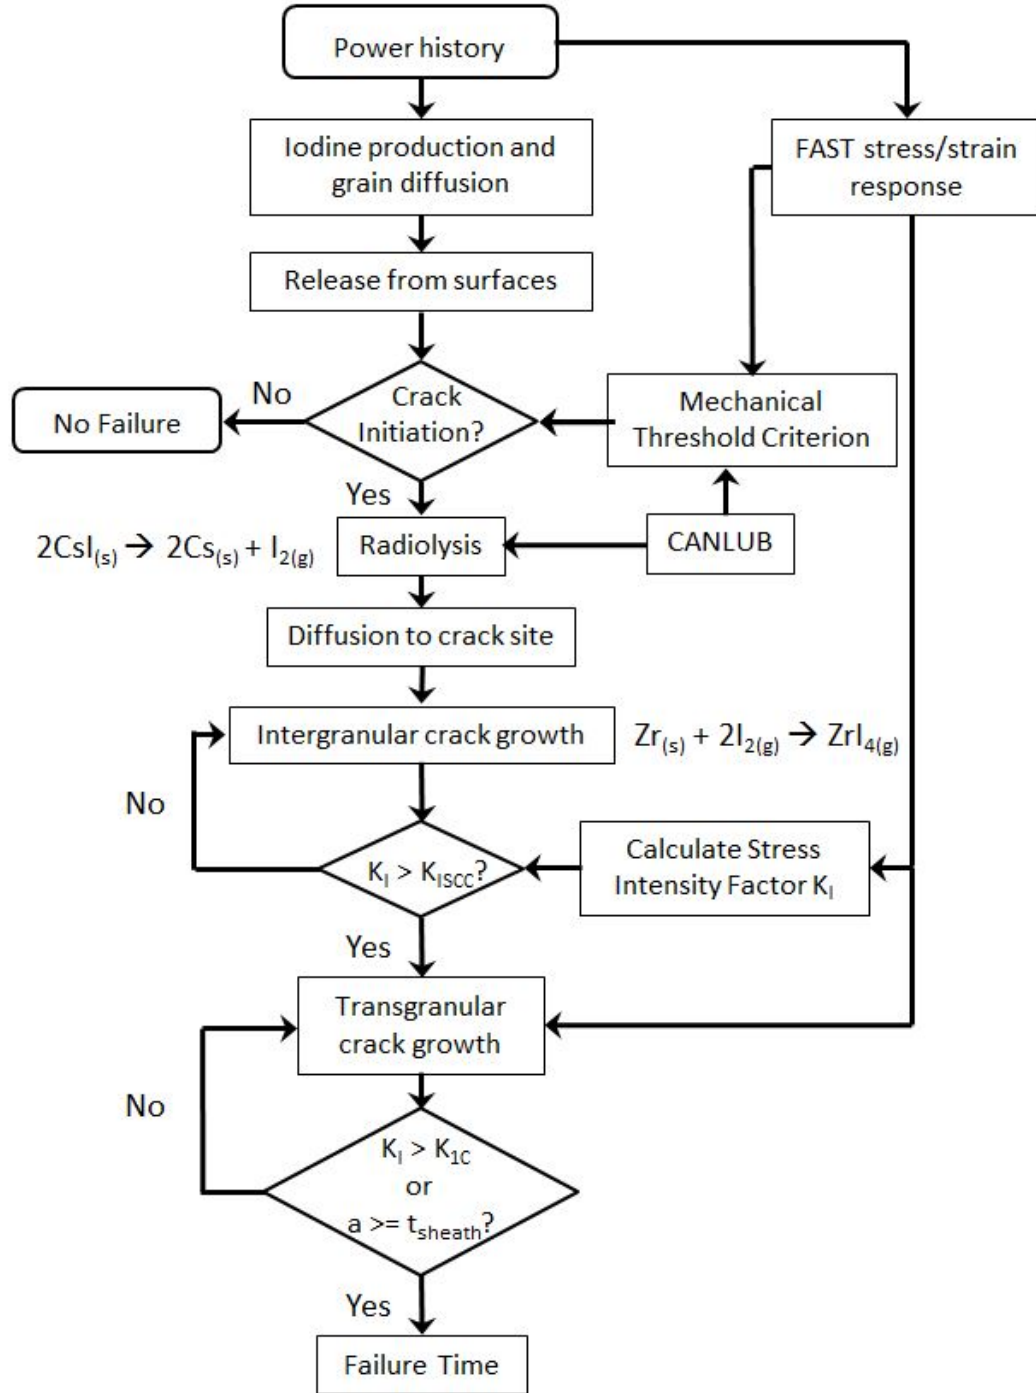 Power history
Iodine production and
grain diffusion
FAST stress/strain
response
Release from surfaces
No
Crack
Initiation?
No Failure
Mechanical
Threshold Criterion
Yes
2CsI(s) → 2Cs(s) + I2(g)
Radiolysis
CANLUB
Diffusion to crack site
Intergranular crack growth
Zr(s) + 2I2(g) → ZrI4(g)
No
KI > KISCC?
Calculate Stress
Intensity Factor KI
Yes
Transgranular
crack growth
No
KI > K1C
or
a >= tsheath?
Yes
Failure Time